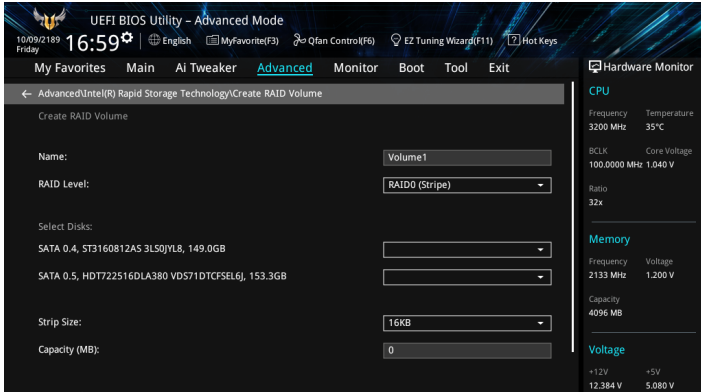 UEFI BIOS Utility – Advanced Mode
10/09/2189 Friday 16:59 English MyFavorite(F3) Qfan Control(F6) EZ Tuning Wizard(F11) ? Hot Keys
My Favorites Main Ai Tweaker Advanced Monitor Boot Tool Exit
Hardware Monitor
← Advanced\Intel(R) Rapid Storage Technology\Create RAID Volume
Create RAID Volume
Name: Volume1
RAID Level: RAID0 (Stripe)
Select Disks:
SATA 0.4, ST3160812AS 3LS0JYL8, 149.0GB
SATA 0.5, HDT722516DLA380 VDS71DTCFSEL6J, 153.3GB
Strip Size: 16KB
Capacity (MB): 0
CPU
Frequency Temperature
3200 MHz 35°C
BCLK Core Voltage
100.0000 MHz 1.040 V
Ratio
32x
Memory
Frequency Voltage
2133 MHz 1.200 V
Capacity
4096 MB
Voltage
+12V +5V
12.384 V 5.080 V